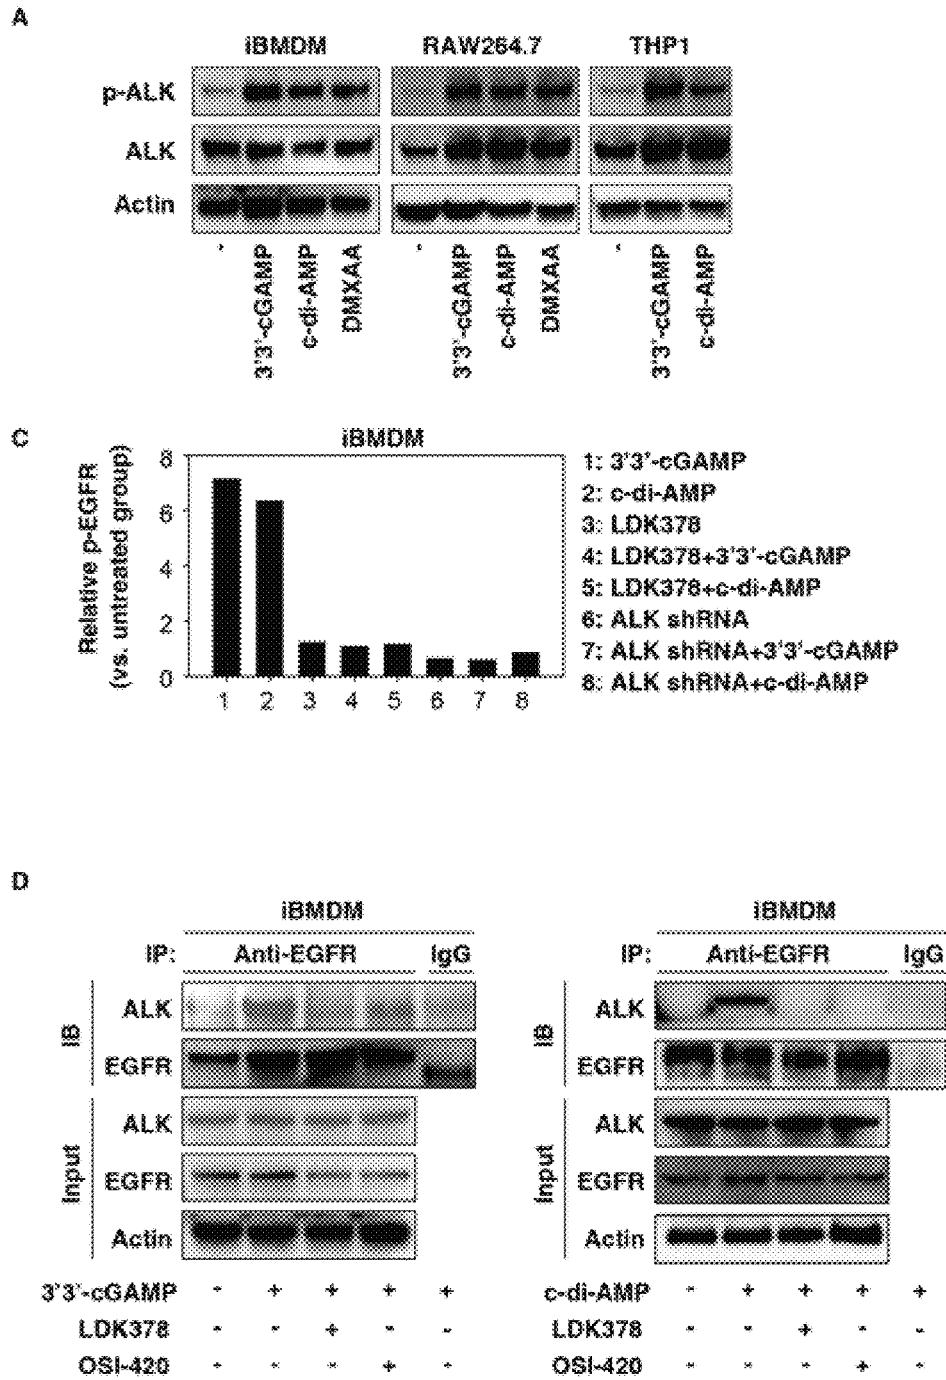 A
iBMDM RAW264.7 THP1
p-ALK
ALK
Actin
- 3'3'-cGAMP c-di-AMP DMXAA - 3'3'-cGAMP c-di-AMP DMXAA - 3'3'-cGAMP c-di-AMP
C
iBMDM
Relative p-EGFR
(vs. untreated group)
8
6
4
2
0
1 2 3 4 5 6 7 8
1: 3'3'-cGAMP
2: c-di-AMP
3: LDK378
4: LDK378+3'3'-cGAMP
5: LDK378+c-di-AMP
6: ALK shRNA
7: ALK shRNA+3'3'-cGAMP
8: ALK shRNA+c-di-AMP
D
iBMDM
IP: Anti-EGFR IgG
IB
ALK
EGFR
Input
ALK
EGFR
Actin
3'3'-cGAMP - + + + +
LDK378 - - + - -
OSI-420 - - - + -
iBMDM
IP: Anti-EGFR IgG
IB
ALK
EGFR
Input
ALK
EGFR
Actin
c-di-AMP - + + + +
LDK378 - - + - -
OSI-420 - - - + -